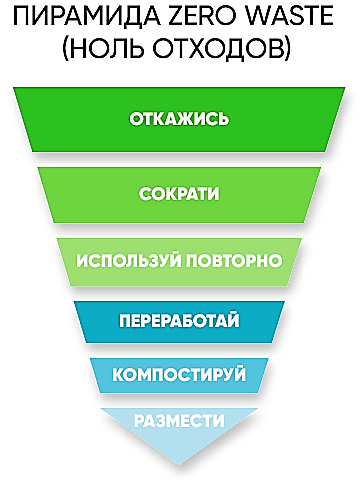 ПИРАМИДА ZERO WASTE
(НОЛЬ ОТХОДОВ)
ОТКАЖИСЬ
СОКРАТИ
ИСПОЛЬЗУЙ ПОВТОРНО
ПЕРЕРАБОТАЙ
КОМПОСТИРУЙ
РАЗМЕСТИ